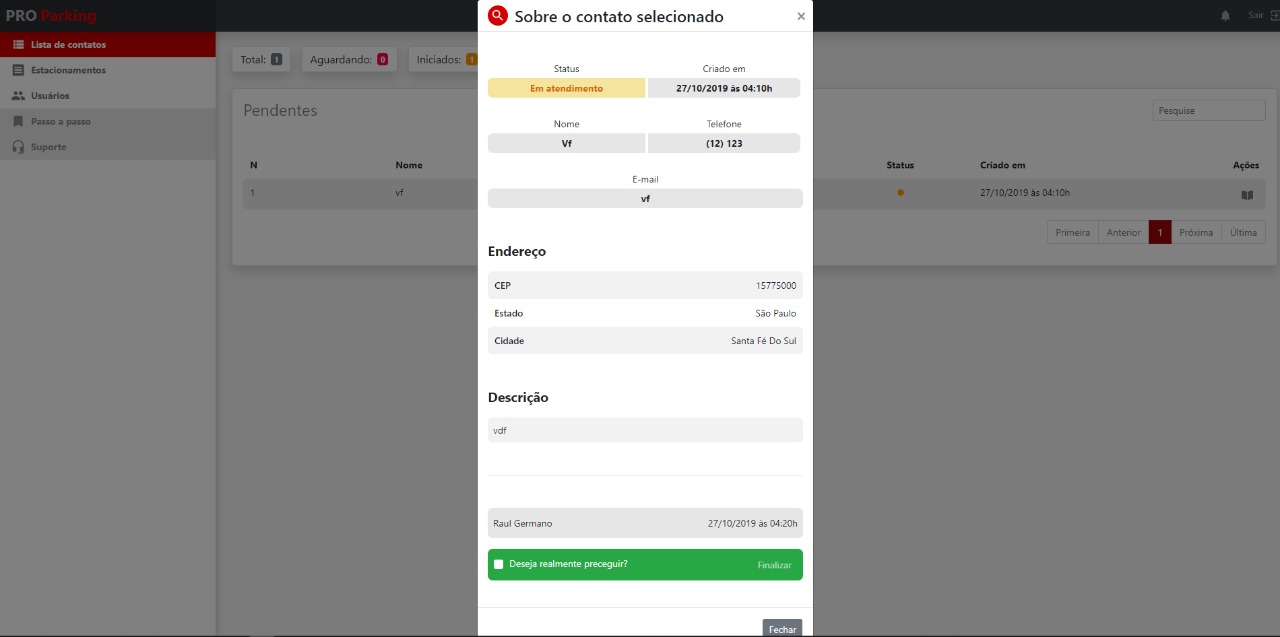 PRO Parking
Sair
Lista de contatos
Estacionamentos
Usuários
Passo a passo
Suporte
Total: 1
Aguardando: 0
Iniciados: 1
Pendentes
Pesquise
N Nome Status Criado em Ações
1 vf 27/10/2019 às 04:10h
Primeira Anterior 1 Próxima Última
Sobre o contato selecionado ×
Status Criado em
Em atendimento 27/10/2019 às 04:10h
Nome Telefone
Vf (12) 123
E-mail
vf
Endereço
CEP 15775000
Estado São Paulo
Cidade Santa Fé Do Sul
Descrição
vdf
Raul Germano 27/10/2019 às 04:20h
Deseja realmente preceguir? Finalizar
Fechar